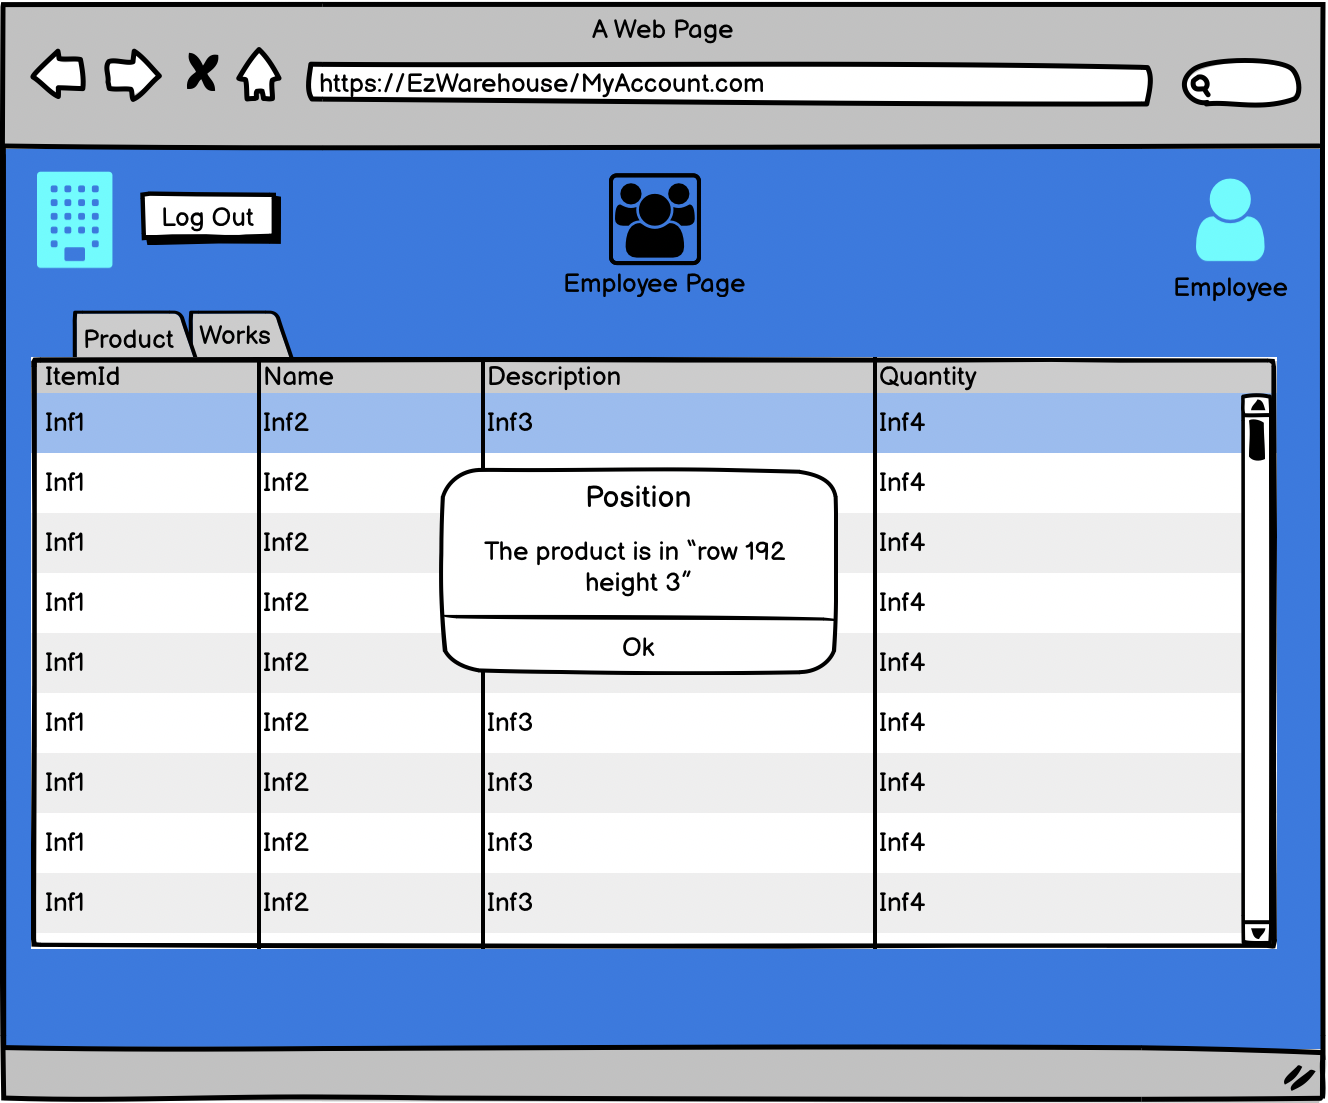 A Web Page
https://EzWarehouse/MyAccount.com
Log Out
Employee Page
Employee
Product Works
ItemId Name Description Quantity
Inf1 Inf2 Inf3 Inf4
Inf1 Inf2 Inf4
Inf1 Inf2 Inf4
Inf1 Inf2 Inf4
Inf1 Inf2 Inf4
Position
The product is in “row 192
height 3”
Ok
Inf1 Inf2 Inf3 Inf4
Inf1 Inf2 Inf3 Inf4
Inf1 Inf2 Inf3 Inf4
Inf1 Inf2 Inf3 Inf4